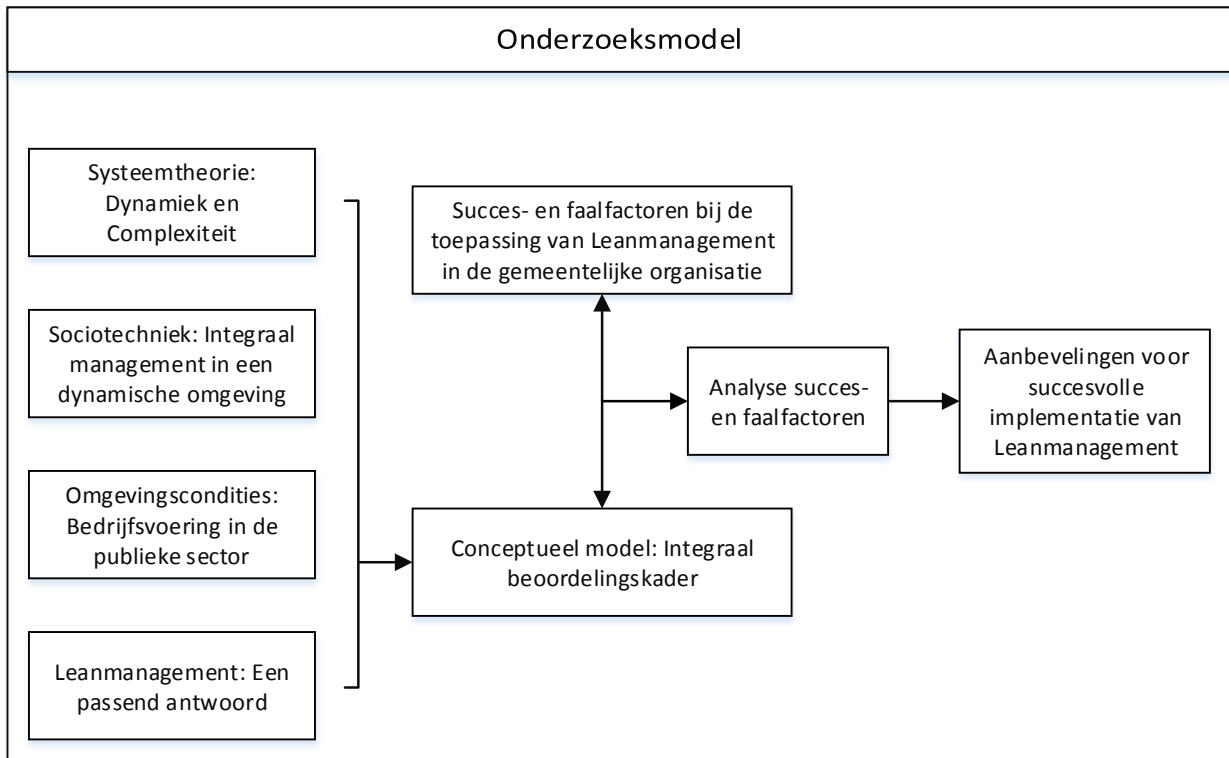 Onderzoeksmodel
Systeemtheorie:
Dynamiek en
Complexiteit
Sociotechniek: Integraal
management in een
dynamische omgeving
Omgevingscondities:
Bedrijfsvoering in de
publieke sector
Leanmanagement: Een
passend antwoord
Succes- en faalfactoren bij de
toepassing van Leanmanagement
in de gemeentelijke organisatie
Conceptueel model: Integraal
beoordelingskader
Analyse succes-
en faalfactoren
Aanbevelingen voor
succesvolle
implementatie van
Leanmanagement